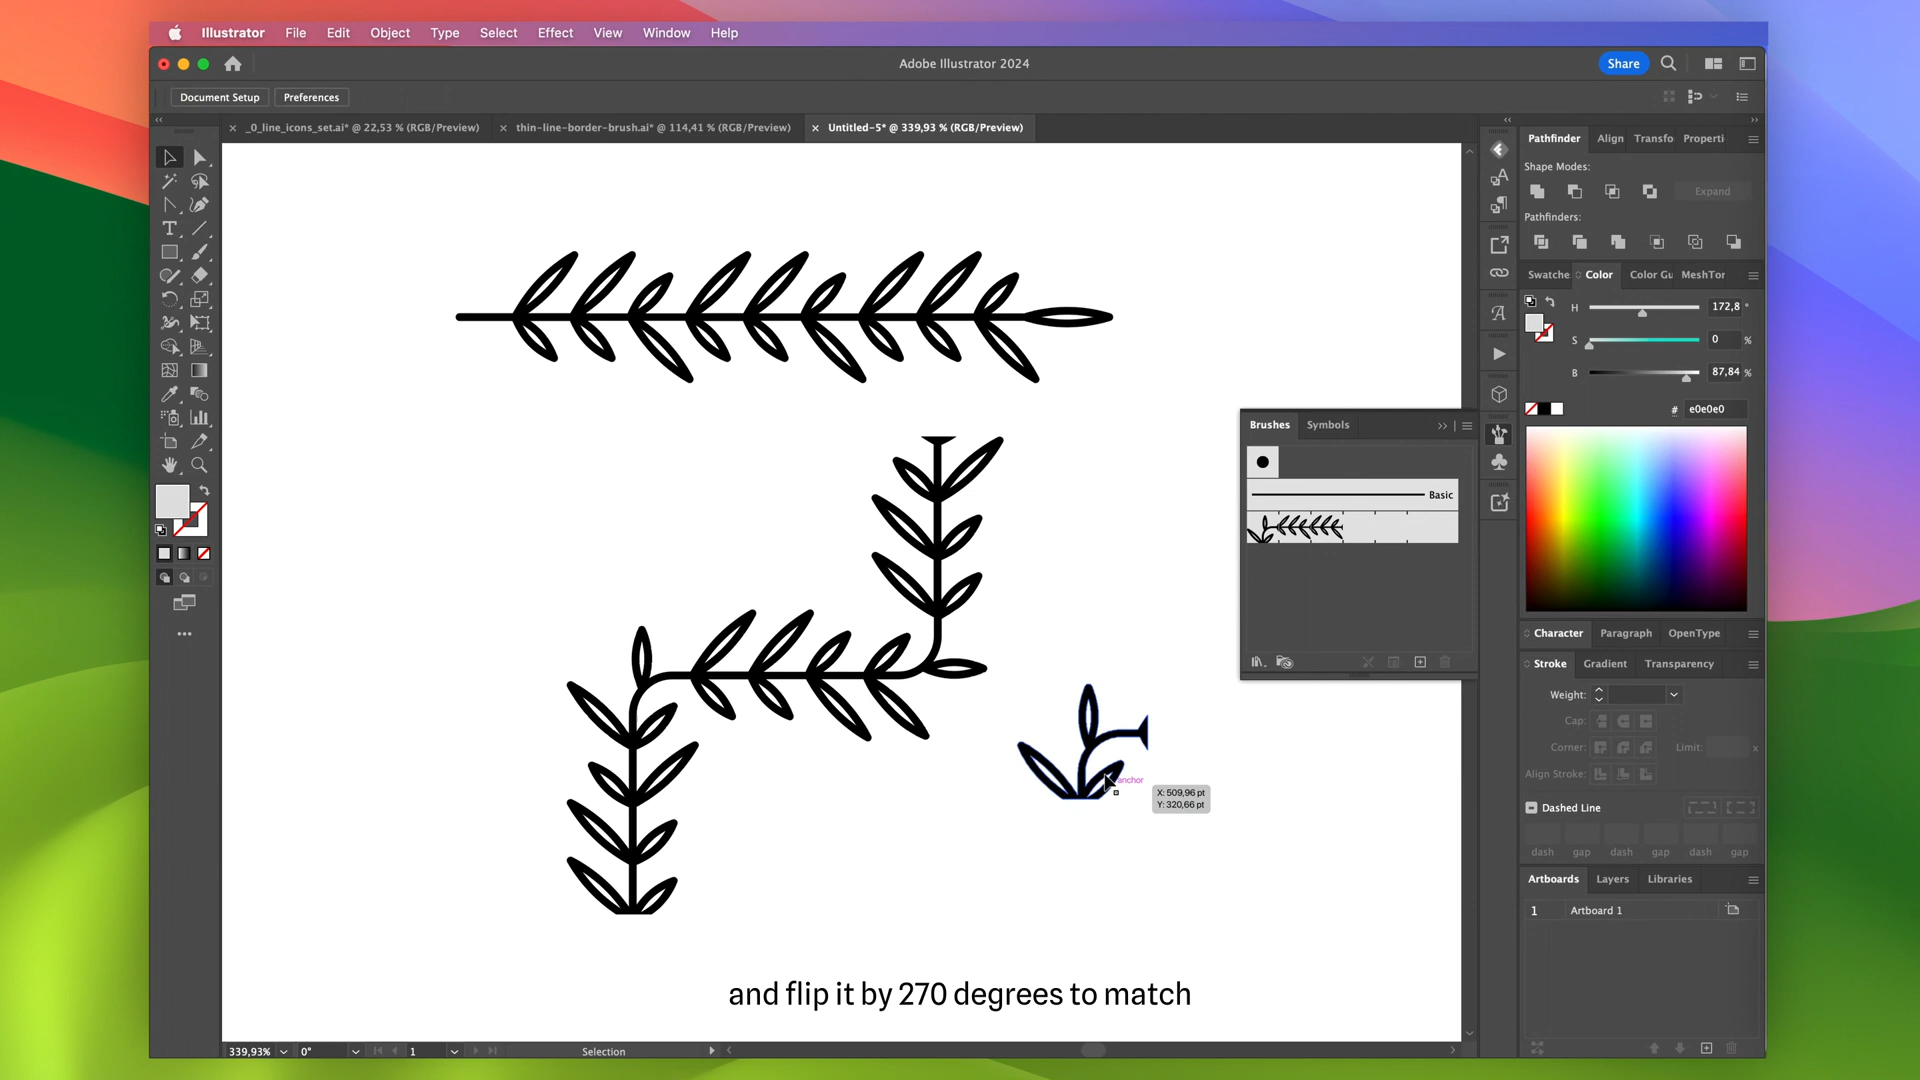 Illustrator File Edit Object Type Select Effect View Window Help
Adobe Illustrator 2024
Share
Document Setup
Preferences
_0_line_icons_set.ai* @ 22,53 % (RGB/Preview)
thin-line-border-brush.ai* @ 114,41 % (RGB/Preview)
Untitled-5* @ 339,93 % (RGB/Preview)
Pathfinder Align Transfo Properti
Shape Modes:
Expand
Pathfinders:
Swatche Color Color Gu MeshTor
H 172,8 °
S 0 %
B 87,84 %
# e0e0e0
Brushes Symbols
Basic
Character Paragraph OpenType
Stroke Gradient Transparency
Weight:
Cap:
Corner: Limit: x
Align Stroke:
Dashed Line
dash gap dash gap dash gap
Artboards Layers Libraries
1 Artboard 1
anchor
X: 509,96 pt
Y: 320,66 pt
and flip it by 270 degrees to match
339,93% 0° 1 Selection